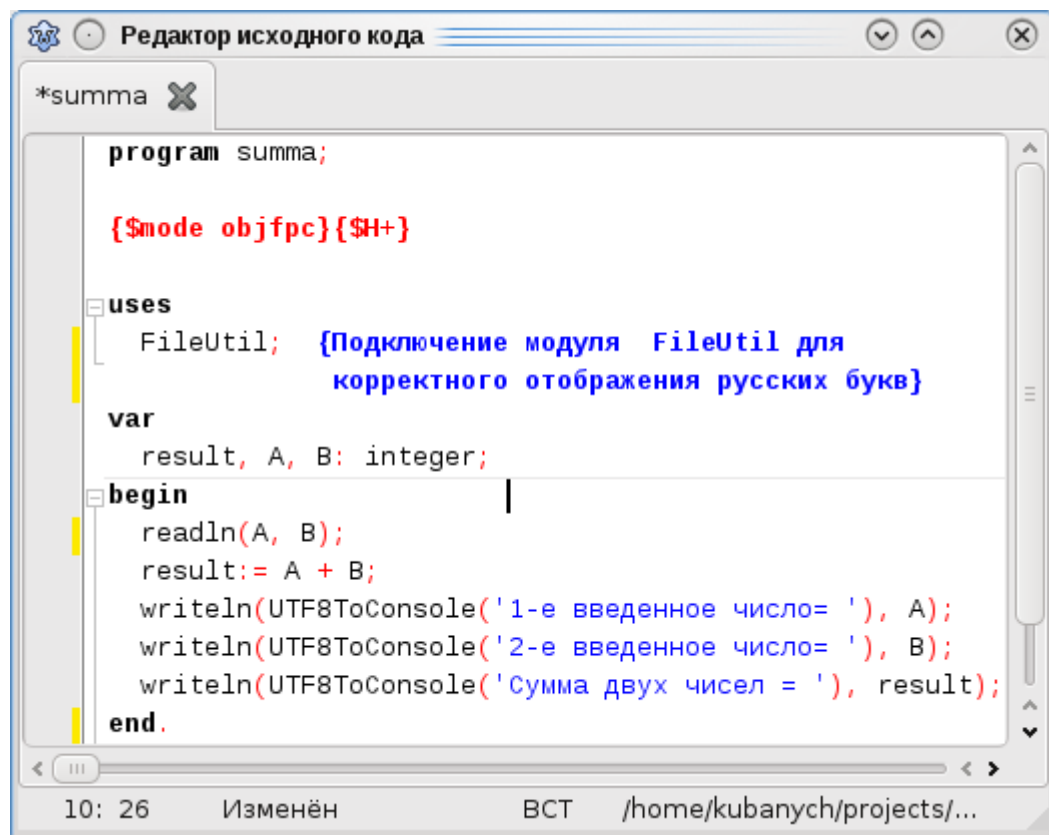 Редактор исходного кода
*summa
program summa;
{$mode objfpc}{$H+}
uses
FileUtil; {Подключение модуля FileUtil для
корректного отображения русских букв}
var
result, A, B: integer;
begin
readln(A, B);
result:= A + B;
writeln(UTF8ToConsole('1-е введенное число= '), A);
writeln(UTF8ToConsole('2-е введенное число= '), B);
writeln(UTF8ToConsole('Сумма двух чисел = '), result);
end.
10: 26 Изменён ВСТ /home/kubanych/projects/...